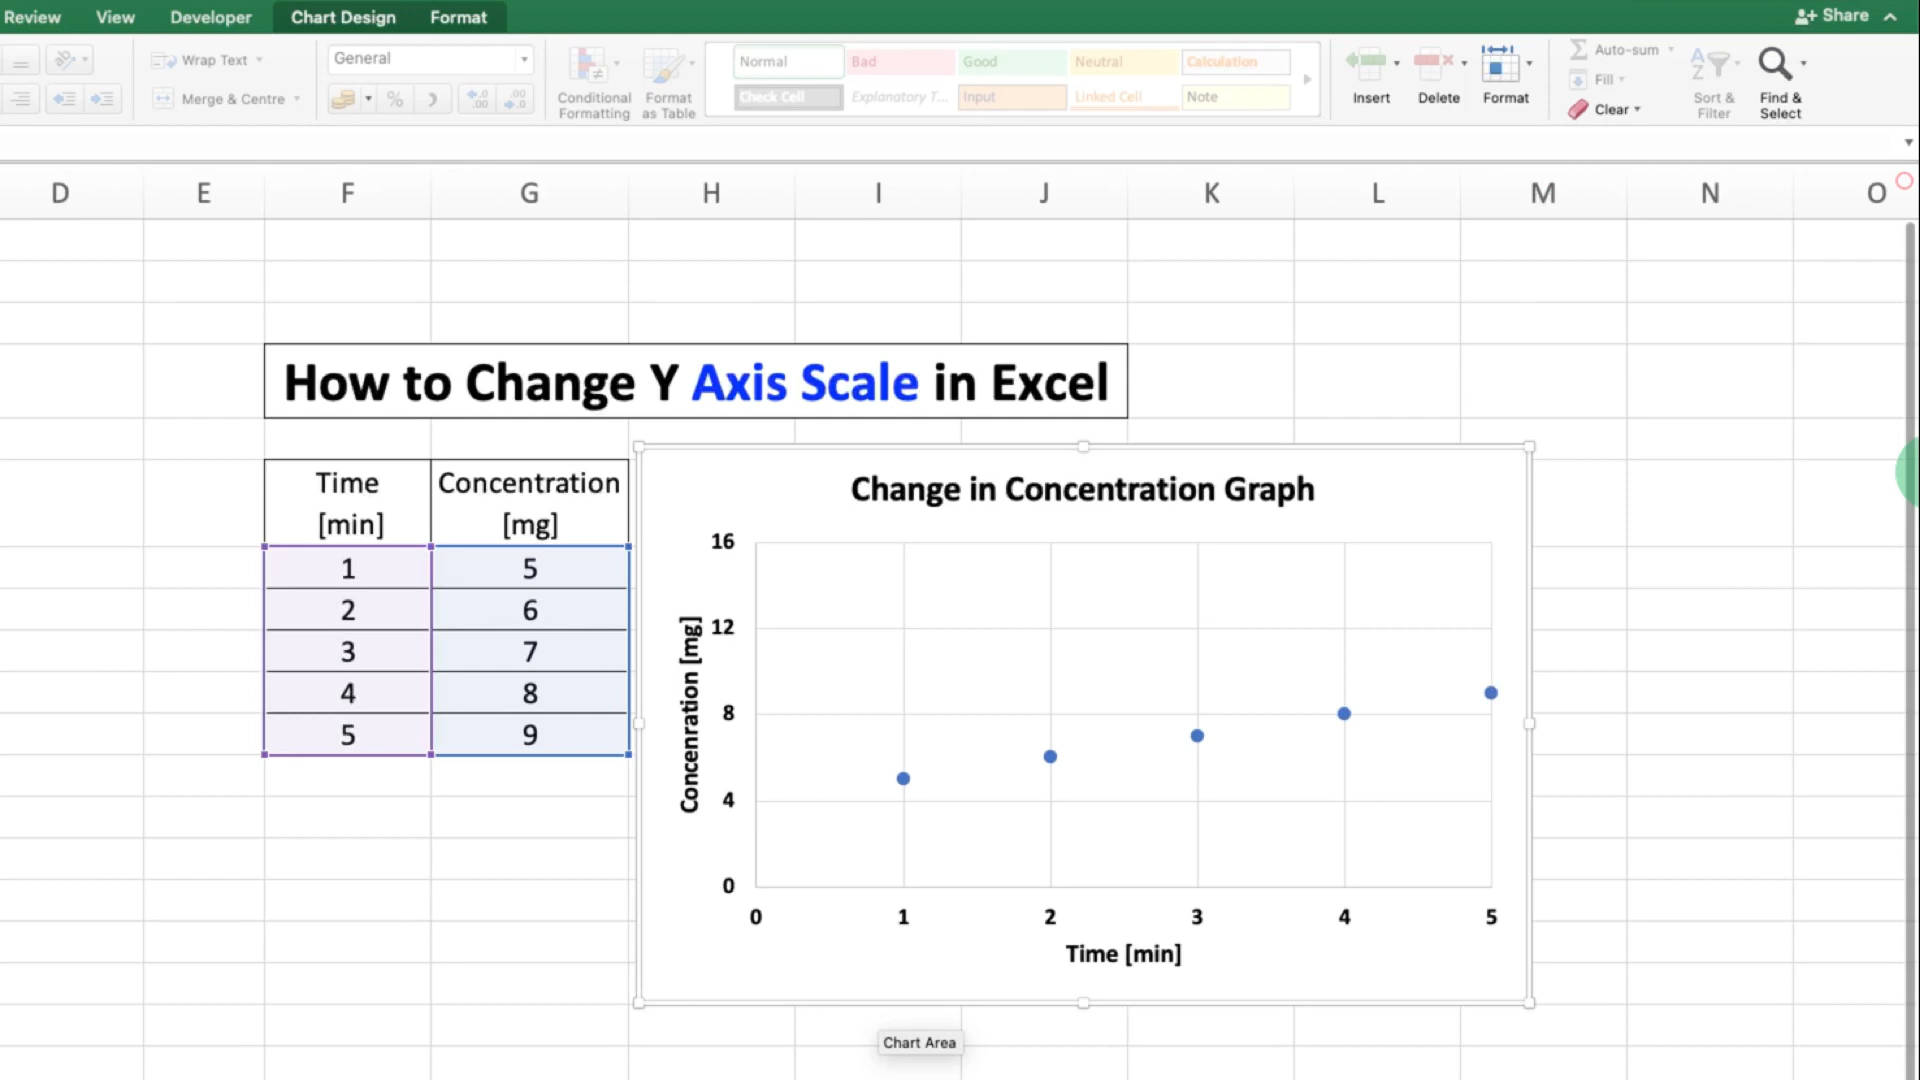 Review View Developer Chart Design Format Share
Wrap Text General Normal Bad Good Neutral Calculation Auto-sum
Fill
Merge & Centre % Conditional Formatting Format as Table Check Cell Explanatory T... Input Linked Cell Note Insert Delete Format Clear Sort & Filter Find & Select
D E F G H I J K L M N O
How to Change Y Axis Scale in Excel
Time [min] Concentration [mg]
1 5
2 6
3 7
4 8
5 9
Change in Concentration Graph
16
12
8
4
0
Concenration [mg]
0 1 2 3 4 5
Time [min]
Chart Area